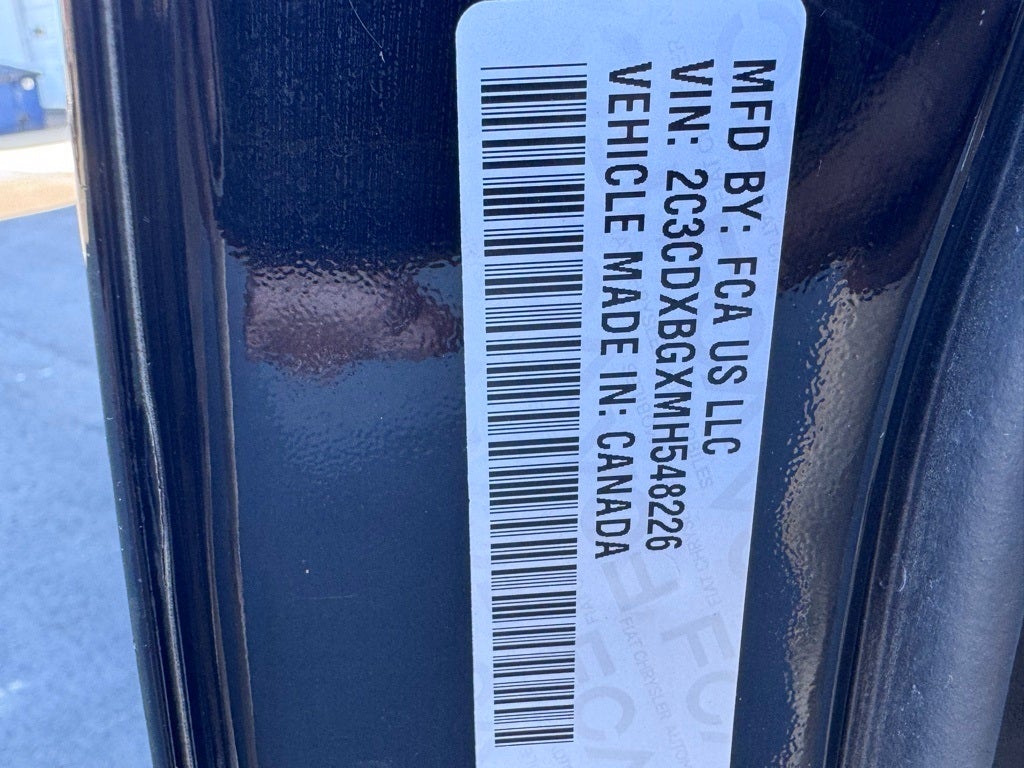 MFD BY: FCA US LLC
VIN: 2C3CDXBGXMH548226
VEHICLE MADE IN: CANADA